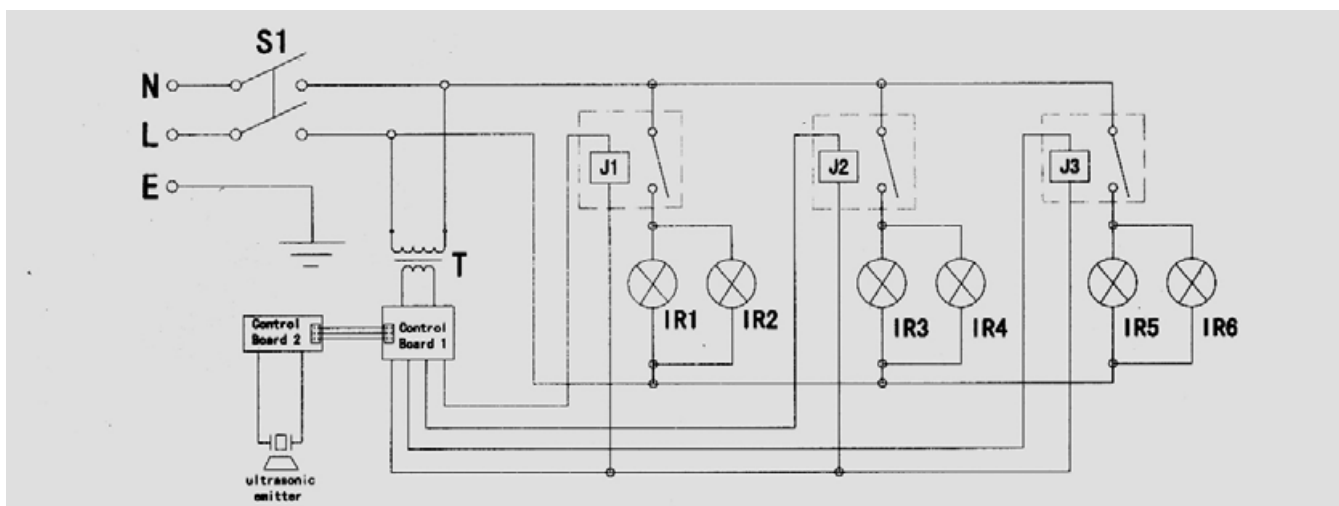 S1
N
L
E
J1
J2
J3
T
IR1
IR2
IR3
IR4
IR5
IR6
Control
Board 2
Control
Board 1
ultrasonic
emitter